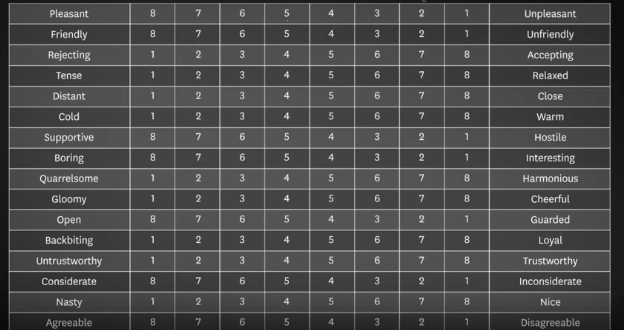 Pleasant 8 7 6 5 4 3 2 1 Unpleasant
Friendly 8 7 6 5 4 3 2 1 Unfriendly
Rejecting 1 2 3 4 5 6 7 8 Accepting
Tense 1 2 3 4 5 6 7 8 Relaxed
Distant 1 2 3 4 5 6 7 8 Close
Cold 1 2 3 4 5 6 7 8 Warm
Supportive 8 7 6 5 4 3 2 1 Hostile
Boring 8 7 6 5 4 3 2 1 Interesting
Quarrelsome 1 2 3 4 5 6 7 8 Harmonious
Gloomy 1 2 3 4 5 6 7 8 Cheerful
Open 8 7 6 5 4 3 2 1 Guarded
Backbiting 1 2 3 4 5 6 7 8 Loyal
Untrustworthy 1 2 3 4 5 6 7 8 Trustworthy
Considerate 8 7 6 5 4 3 2 1 Inconsiderate
Nasty 1 2 3 4 5 6 7 8 Nice
Agreeable 8 7 6 5 4 3 2 1 Disagreeable